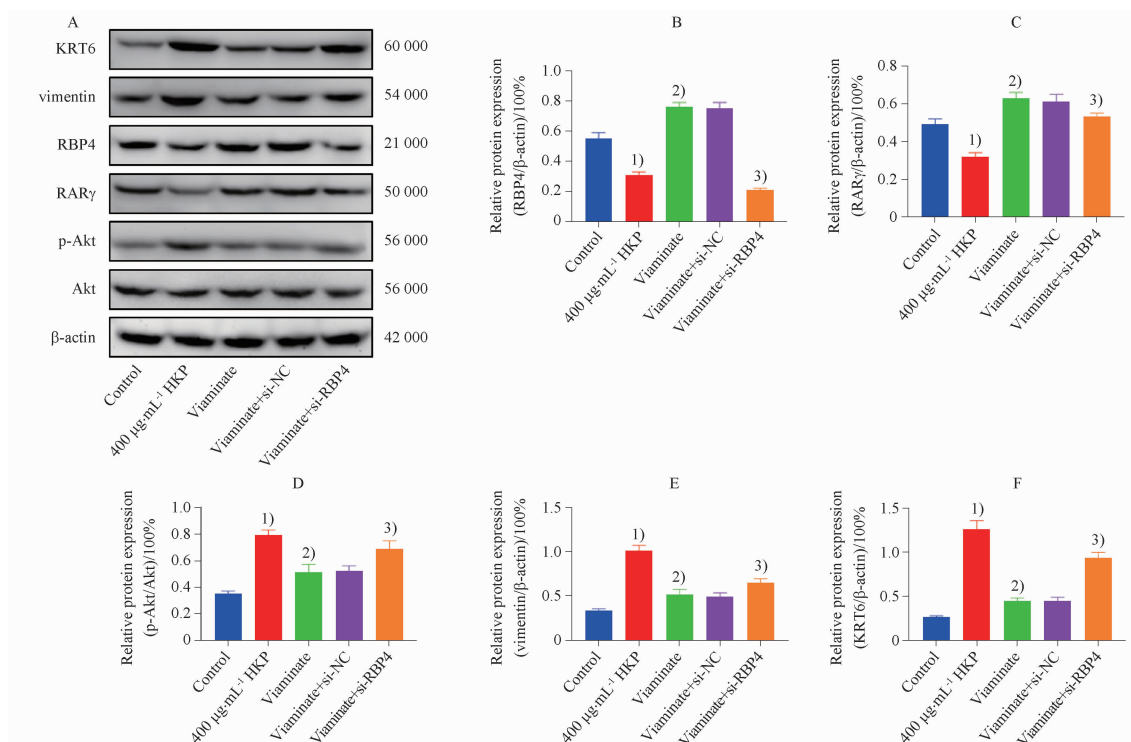 A
KRT6
60 000
vimentin
54 000
RBP4
21 000
RARγ
50 000
p-Akt
56 000
Akt
56 000
β-actin
42 000
Control
400 μg·mL⁻¹ HKP
Viaminate
Viaminate+si-NC
Viaminate+si-RBP4
B
Relative protein expression
(RBP4/β-actin)/100%
1.0
0.8
0.6
0.4
0.2
0
1)
2)
3)
Control
400 μg·mL⁻¹ HKP
Viaminate
Viaminate+si-NC
Viaminate+si-RBP4
C
Relative protein expression
(RARγ/β-actin)/100%
0.8
0.6
0.4
0.2
0
1)
2)
3)
Control
400 μg·mL⁻¹ HKP
Viaminate
Viaminate+si-NC
Viaminate+si-RBP4
D
Relative protein expression
(p-Akt/Akt)/100%
1.0
0.8
0.6
0.4
0.2
0
1)
2)
3)
Control
400 μg·mL⁻¹ HKP
Viaminate
Viaminate+si-NC
Viaminate+si-RBP4
E
Relative protein expression
(vimentin/β-actin)/100%
1.5
1.0
0.5
0
1)
2)
3)
Control
400 μg·mL⁻¹ HKP
Viaminate
Viaminate+si-NC
Viaminate+si-RBP4
F
Relative protein expression
(KRT6/β-actin)/100%
1.5
1.0
0.5
0
1)
2)
3)
Control
400 μg·mL⁻¹ HKP
Viaminate
Viaminate+si-NC
Viaminate+si-RBP4